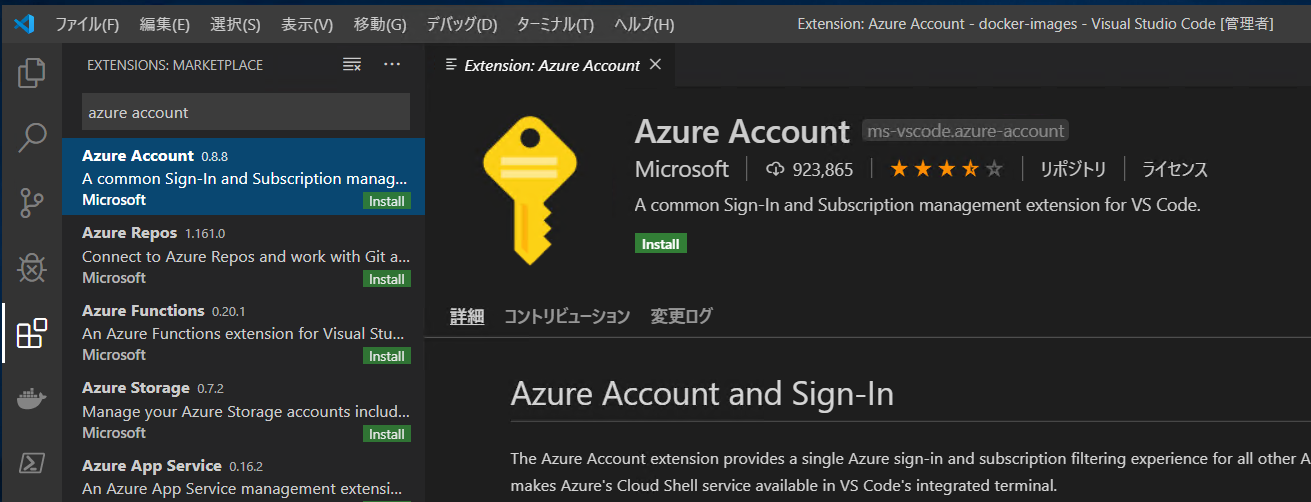 ファイル(F) 編集(E) 選択(S) 表示(V) 移動(G) デバッグ(D) ターミナル(T) ヘルプ(H) Extension: Azure Account - docker-images - Visual Studio Code [管理者]
EXTENSIONS: MARKETPLACE
azure account
Azure Account 0.8.8
A common Sign-In and Subscription manag...
Microsoft Install
Azure Repos 1.161.0
Connect to Azure Repos and work with Git a...
Microsoft Install
Azure Functions 0.20.1
An Azure Functions extension for Visual Stu...
Microsoft Install
Azure Storage 0.7.2
Manage your Azure Storage accounts includ...
Microsoft Install
Azure App Service 0.16.2
An Azure App Service management extensi...
Extension: Azure Account
Azure Account ms-vscode.azure-account
Microsoft 923,865 リポジトリ ライセンス
A common Sign-In and Subscription management extension for VS Code.
Install
詳細 コントリビューション 変更ログ
Azure Account and Sign-In
The Azure Account extension provides a single Azure sign-in and subscription filtering experience for all other A
makes Azure's Cloud Shell service available in VS Code's integrated terminal.